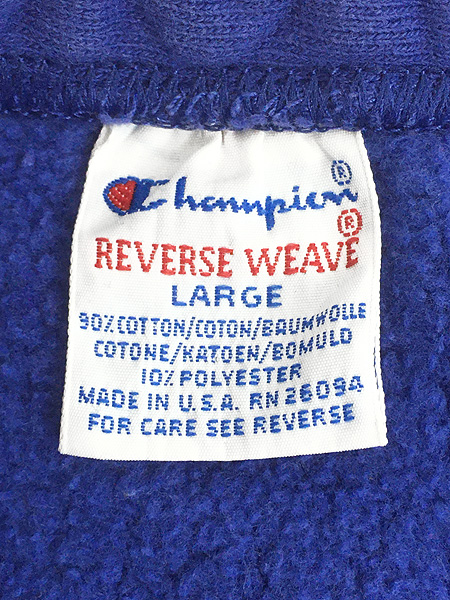 Champion®
REVERSE WEAVE®
LARGE
90% COTTON/COTON/BAUMWOLLE
COTONE/KATOEN/BOMULD
10% POLYESTER
MADE IN U.S.A. RN 26094
FOR CARE SEE REVERSE